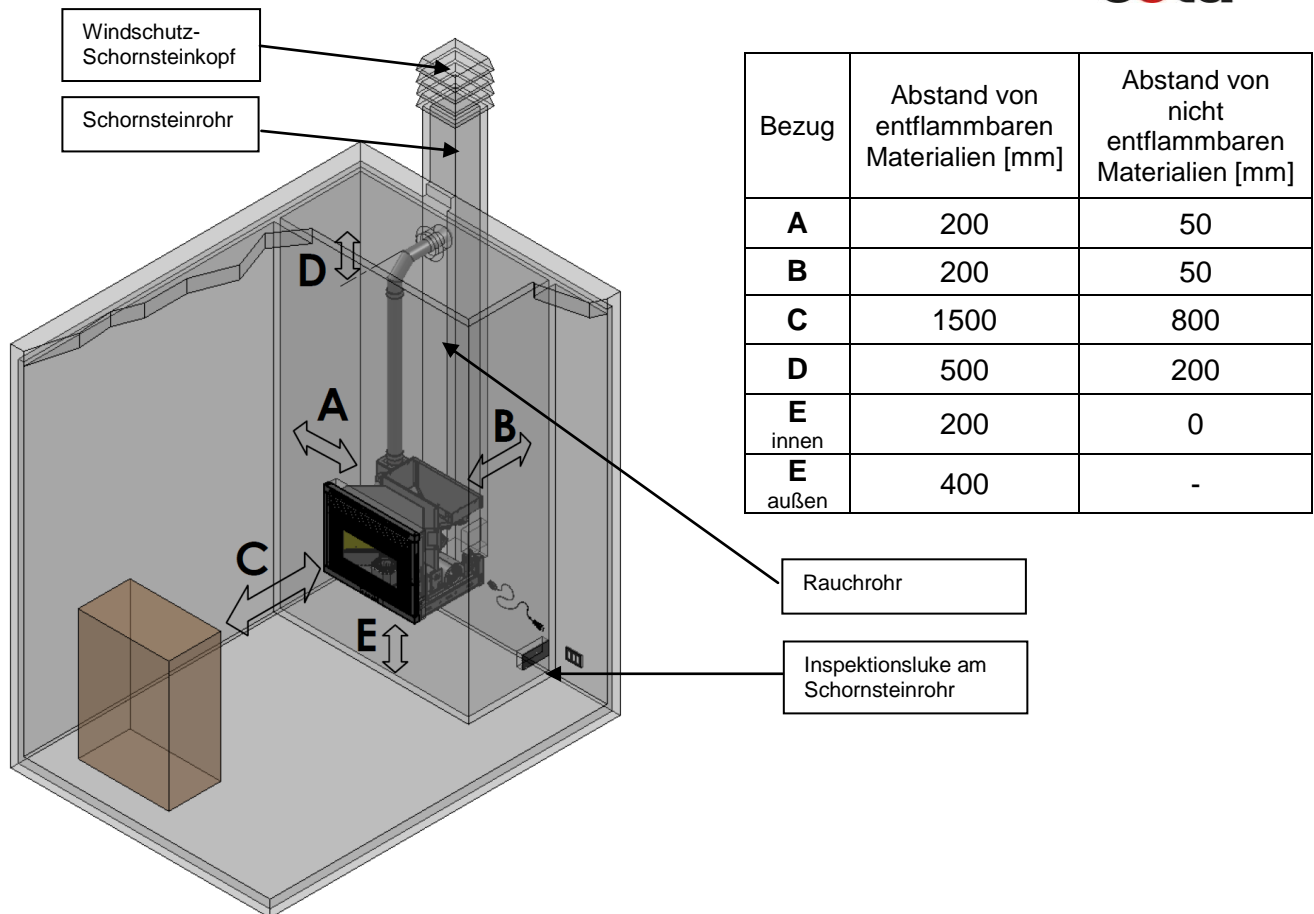 Windschutz-
Schornsteinkopf
Schornsteinrohr
Bezug
Abstand von
entflammbaren
Materialien [mm]
Abstand von
nicht
entflammbaren
Materialien [mm]
A 200 50
B 200 50
C 1500 800
D 500 200
E
innen
200 0
E
außen
400 -
D
A
B
C
E
Rauchrohr
Inspektionsluke am
Schornsteinrohr